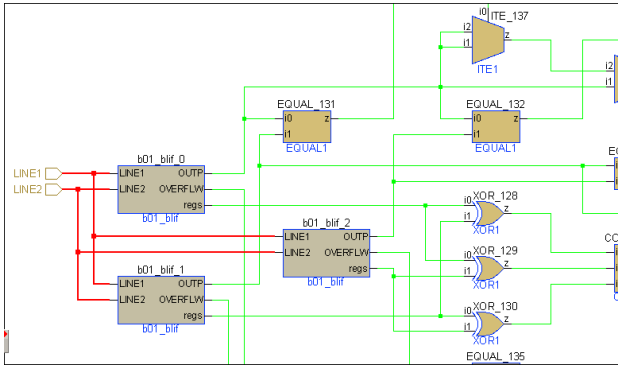 i0 ITE_137
i2
i1 z
ITE1
i2
i1
EQUAL_131
i0 z
i1
EQUAL1
EQUAL_132
i0 z
i1
EQUAL1
b01_blif_0
LINE1
LINE2
LINE1 OUTP
LINE2 OVERFLW
regs
b01_blif
i0 XOR_128
i1 z
XOR1
b01_blif_2
LINE1 OUTP
LINE2 OVERFLW
regs
b01_blif
XOR_129
i0 z
i1
XOR1
b01_blif_1
LINE1 OUTP
LINE2 OVERFLW
regs
b01_blif
XOR_130
i0 z
i1
XOR1
EQUAL_135